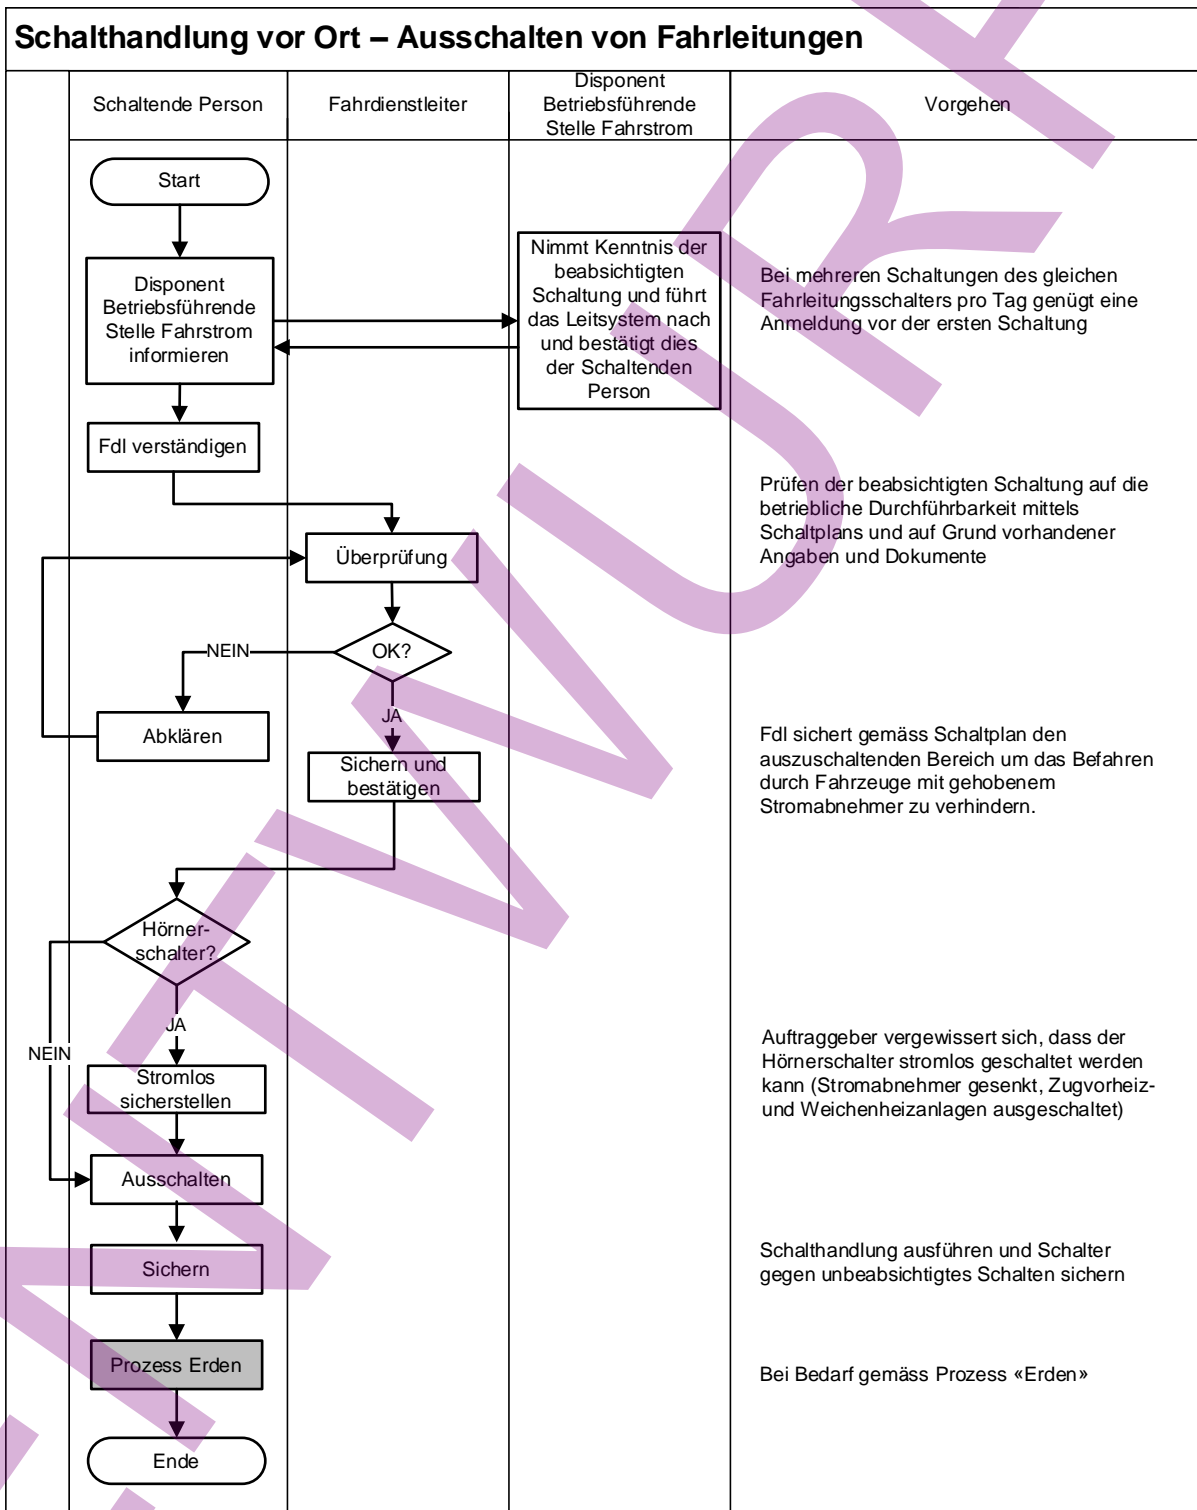 Schalthandlung vor Ort – Ausschalten von Fahrleitungen
Schaltende Person
Fahrdienstleiter
Disponent
Betriebsführende
Stelle Fahrstrom
Vorgehen
Start
Disponent
Betriebsführende
Stelle Fahrstrom
informieren
Nimmt Kenntnis der
beabsichtigten
Schaltung und führt
das Leitsystem nach
und bestätigt dies
der Schaltenden
Person
Bei mehreren Schaltungen des gleichen
Fahrleitungsschalters pro Tag genügt eine
Anmeldung vor der ersten Schaltung
Fdl verständigen
Prüfen der beabsichtigten Schaltung auf die
betriebliche Durchführbarkeit mittels
Schaltplans und auf Grund vorhandener
Angaben und Dokumente
Überprüfung
OK?
NEIN
JA
Abklären
Sichern und
bestätigen
Fdl sichert gemäss Schaltplan den
auszuschaltenden Bereich um das Befahren
durch Fahrzeuge mit gehobenem
Stromabnehmer zu verhindern.
Hörner-
schalter?
JA
NEIN
Stromlos
sicherstellen
Auftraggeber vergewissert sich, dass der
Hörnerschalter stromlos geschaltet werden
kann (Stromabnehmer gesenkt, Zugvorheiz-
und Weichenheizanlagen ausgeschaltet)
Ausschalten
Sichern
Schalthandlung ausführen und Schalter
gegen unbeabsichtigtes Schalten sichern
Prozess Erden
Bei Bedarf gemäss Prozess «Erden»
Ende